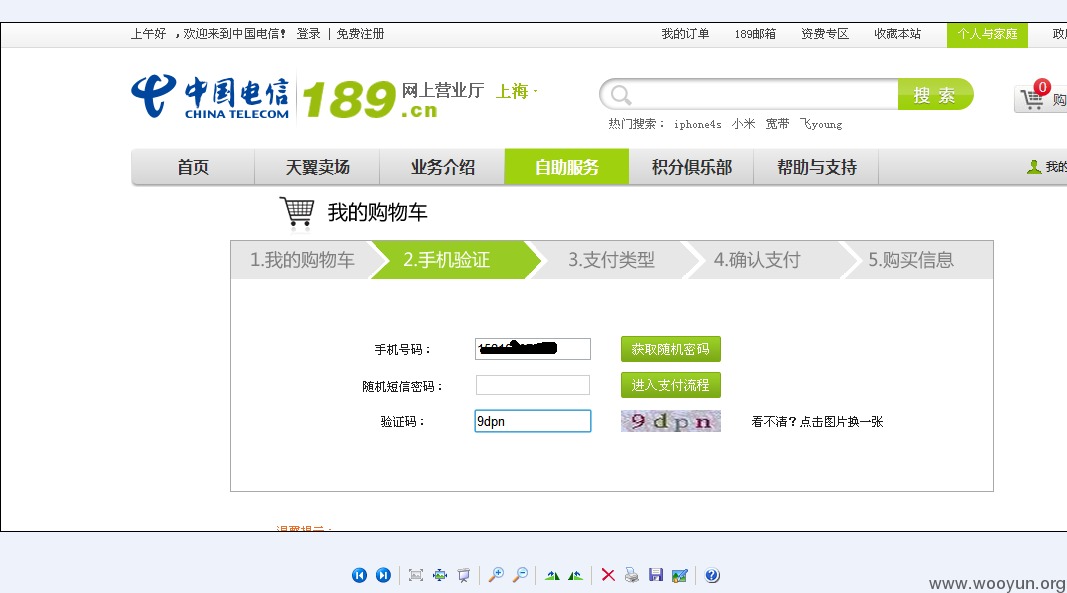 上午好 ，欢迎来到中国电信! 登录 | 免费注册 我的订单 189邮箱 资费专区 收藏本站 个人与家庭
中国电信 CHINA TELECOM 189.cn 网上营业厅 上海
搜索
0
购
热门搜索： iphone4s 小米 宽带 飞young
首页 天翼卖场 业务介绍 自助服务 积分俱乐部 帮助与支持 我的
我的购物车
1.我的购物车 2.手机验证 3.支付类型 4.确认支付 5.购买信息
手机号码： 获取随机密码
随机短信密码： 进入支付流程
验证码： 9dpn 9dpn 看不清？点击图片换一张
www.wooyun.org